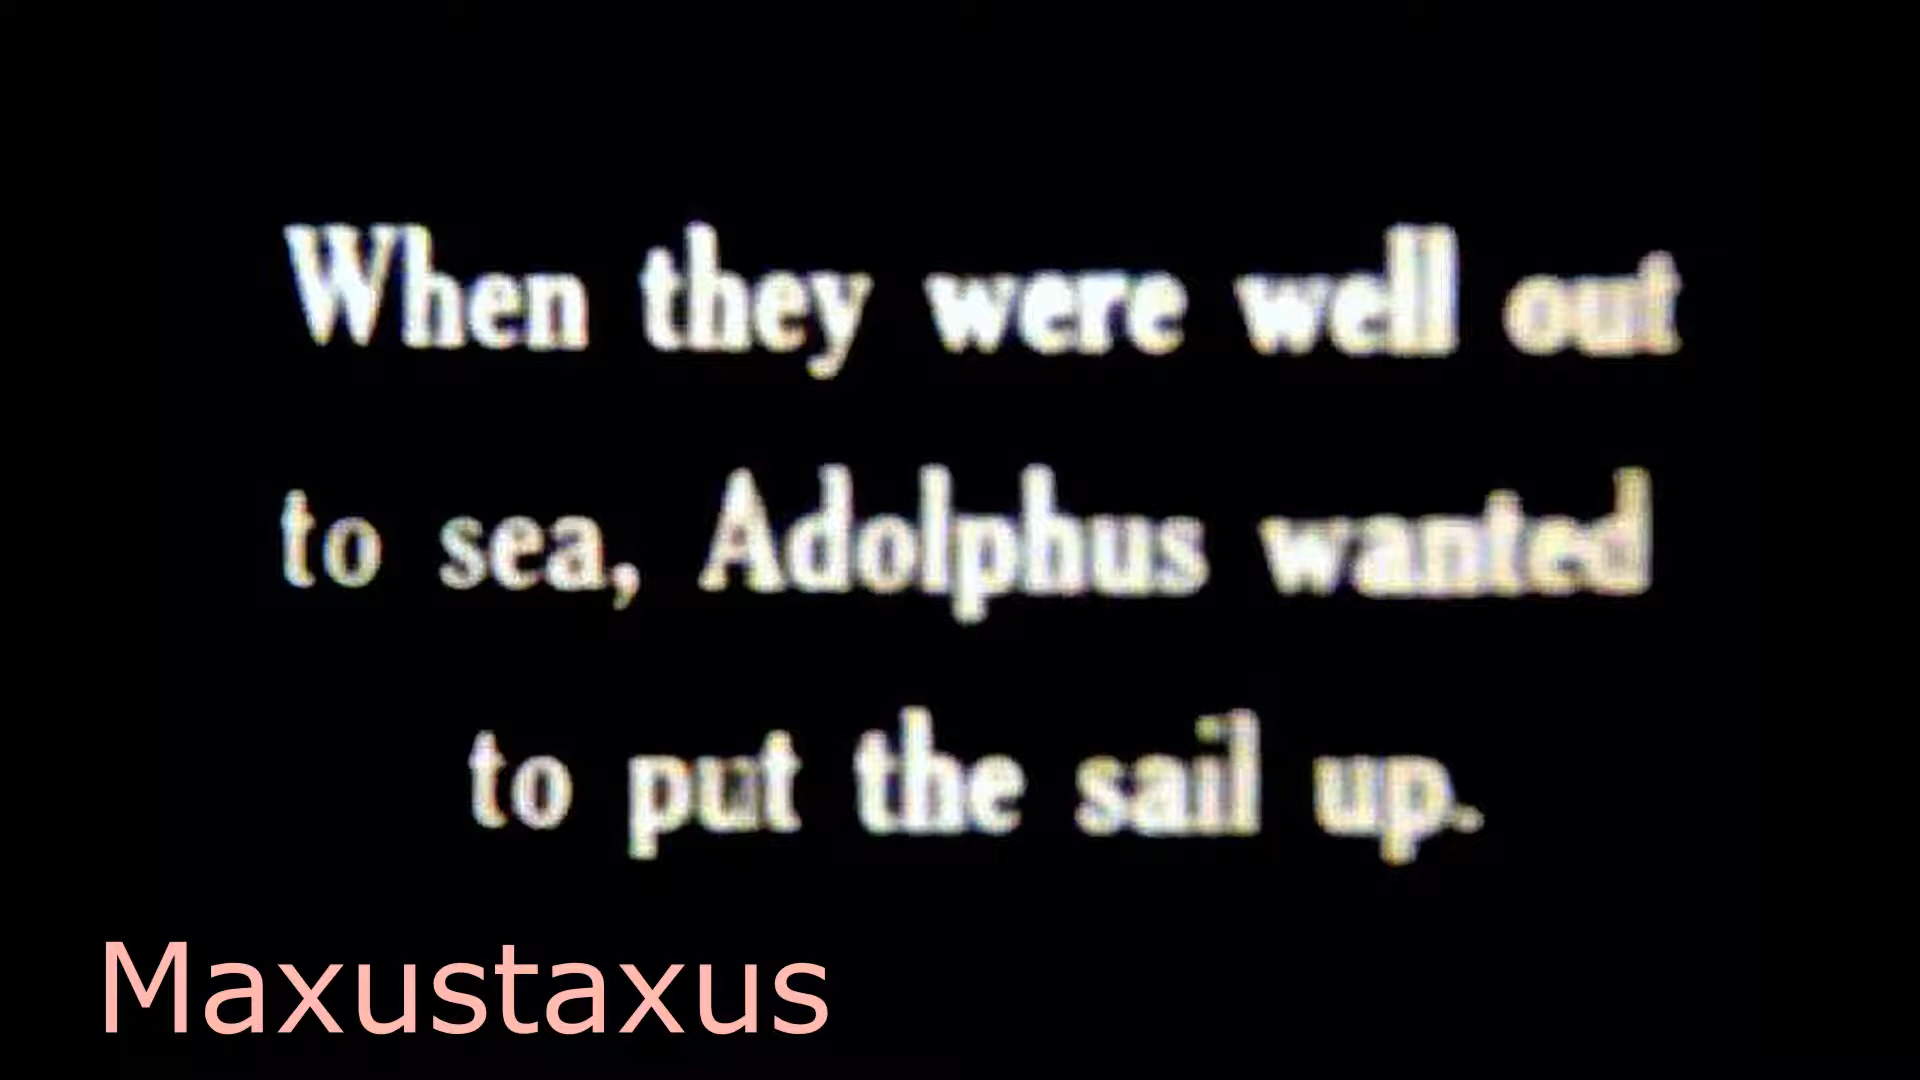 When they were well out
to sea, Adolphus wanted
to put the sail up.
Maxustaxus